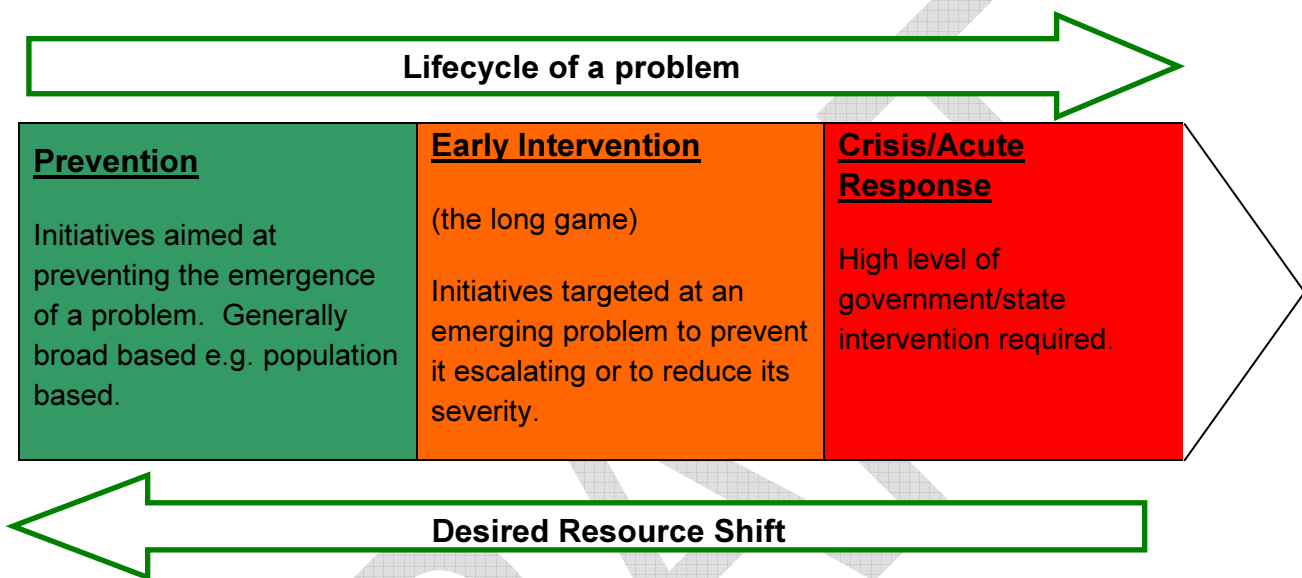 Lifecycle of a problem
Prevention
Initiatives aimed at
preventing the emergence
of a problem.  Generally
broad based e.g. population
based.
Early Intervention
(the long game)
Initiatives targeted at an
emerging problem to prevent
it escalating or to reduce its
severity.
Crisis/Acute
Response
High level of
government/state
intervention required.
Desired Resource Shift